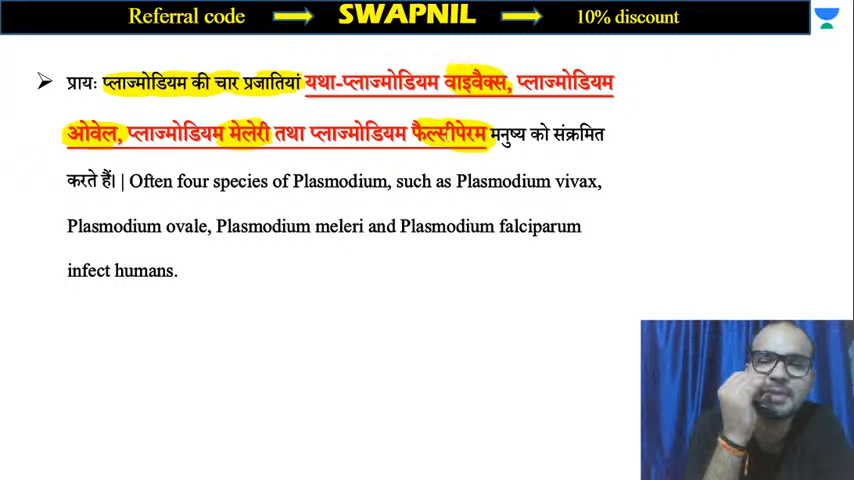 Referral code SWAPNIL 10% discount
प्रायः प्लाज्मोडियम की चार प्रजातियां यथा-प्लाज्मोडियम वाइवैक्स, प्लाज्मोडियम
ओवेल, प्लाज्मोडियम मेलेरी तथा प्लाज्मोडियम फैल्सीपेरम मनुष्य को संक्रमित
करते हैं। | Often four species of Plasmodium, such as Plasmodium vivax,
Plasmodium ovale, Plasmodium meleri and Plasmodium falciparum
infect humans.